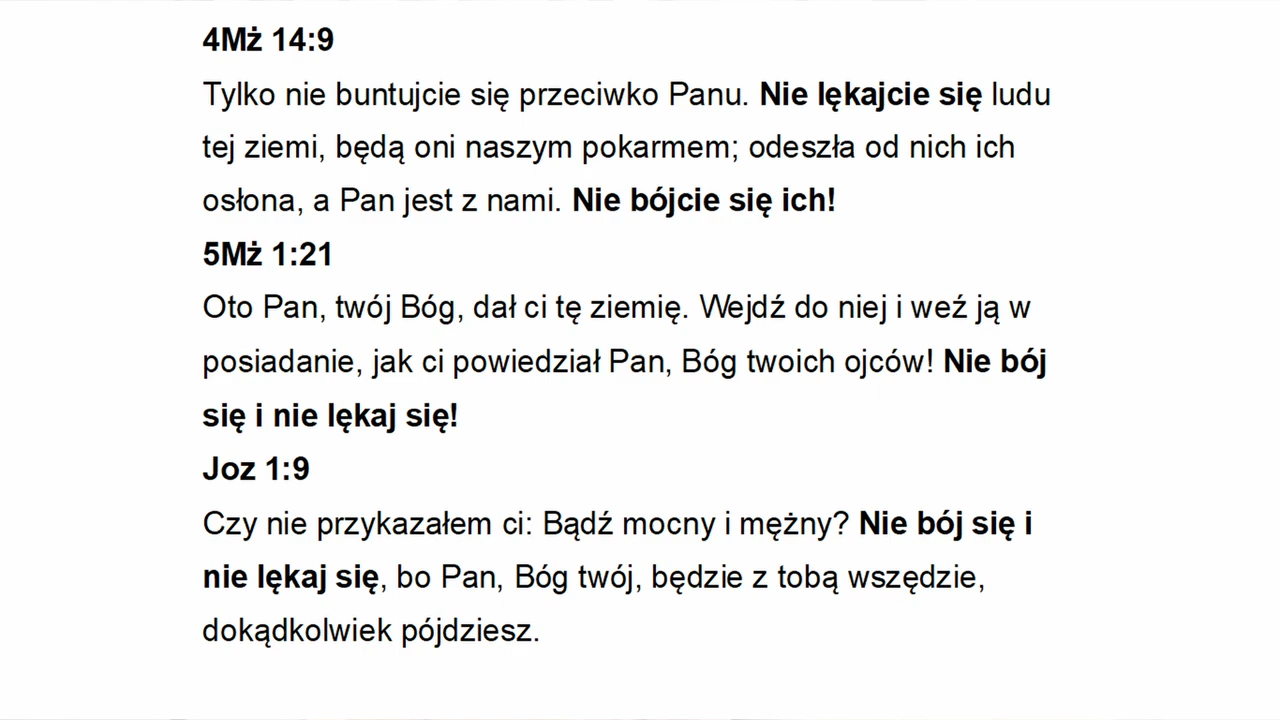 4Mż 14:9
Tylko nie buntujcie się przeciwko Panu. Nie lękajcie się ludu
tej ziemi, będą oni naszym pokarmem; odeszła od nich ich
osłona, a Pan jest z nami. Nie bójcie się ich!
5Mż 1:21
Oto Pan, twój Bóg, dał ci tę ziemię. Wejdź do niej i weź ją w
posiadanie, jak ci powiedział Pan, Bóg twoich ojców! Nie bój
się i nie lękaj się!
Joz 1:9
Czy nie przykazałem ci: Bądź mocny i mężny? Nie bój się i
nie lękaj się, bo Pan, Bóg twój, będzie z tobą wszędzie,
dokądkolwiek pójdziesz.